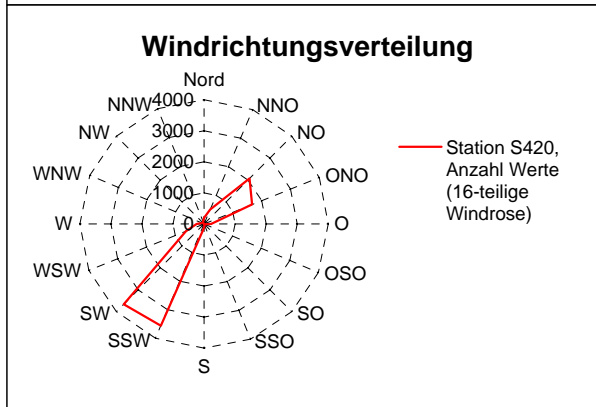 Windrichtungsverteilung
Nord
NNO
NO
ONO
O
OSO
SO
SSO
S
SSW
SW
WSW
W
WNW
NW
NNW
4000
3000
2000
1000
0
Station S420,
Anzahl Werte
(16-teilige
Windrose)